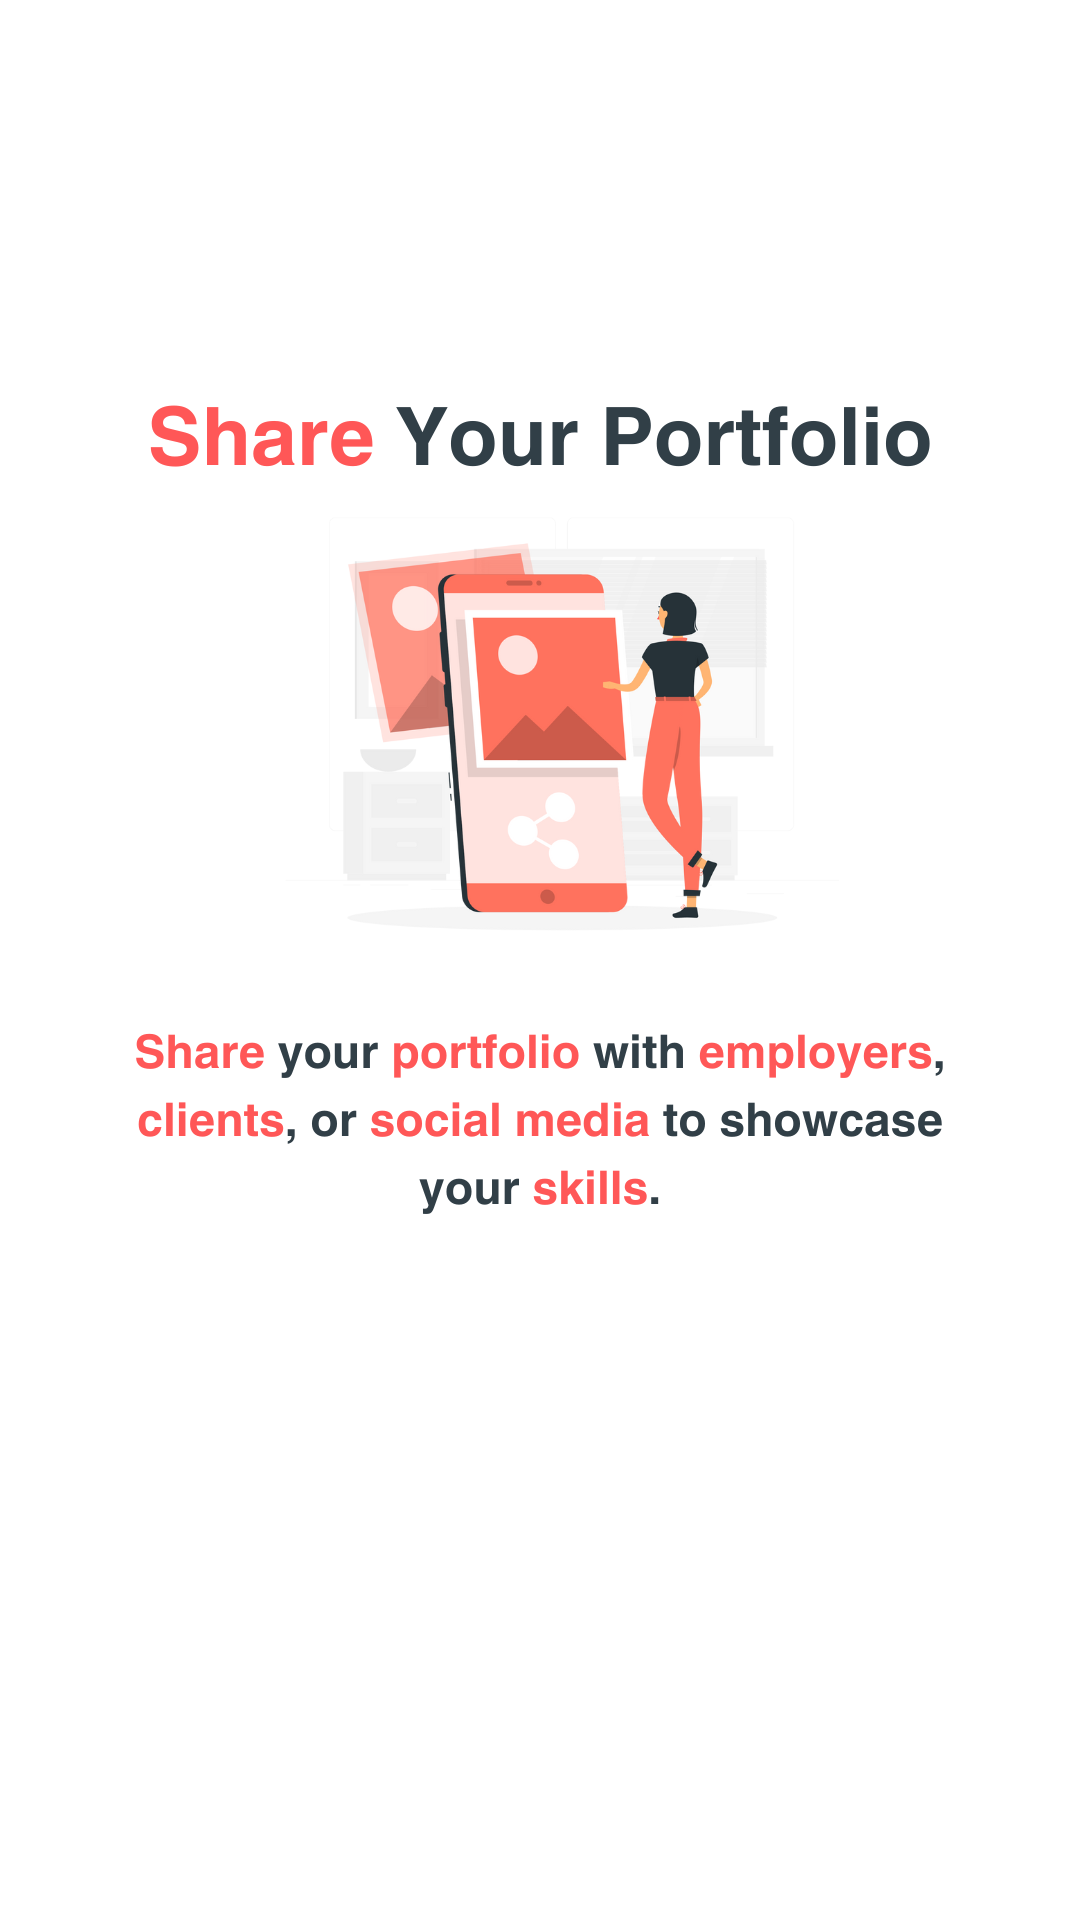 Share Your Portfolio
Share your portfolio with employers,
clients, or social media to showcase
your skills.